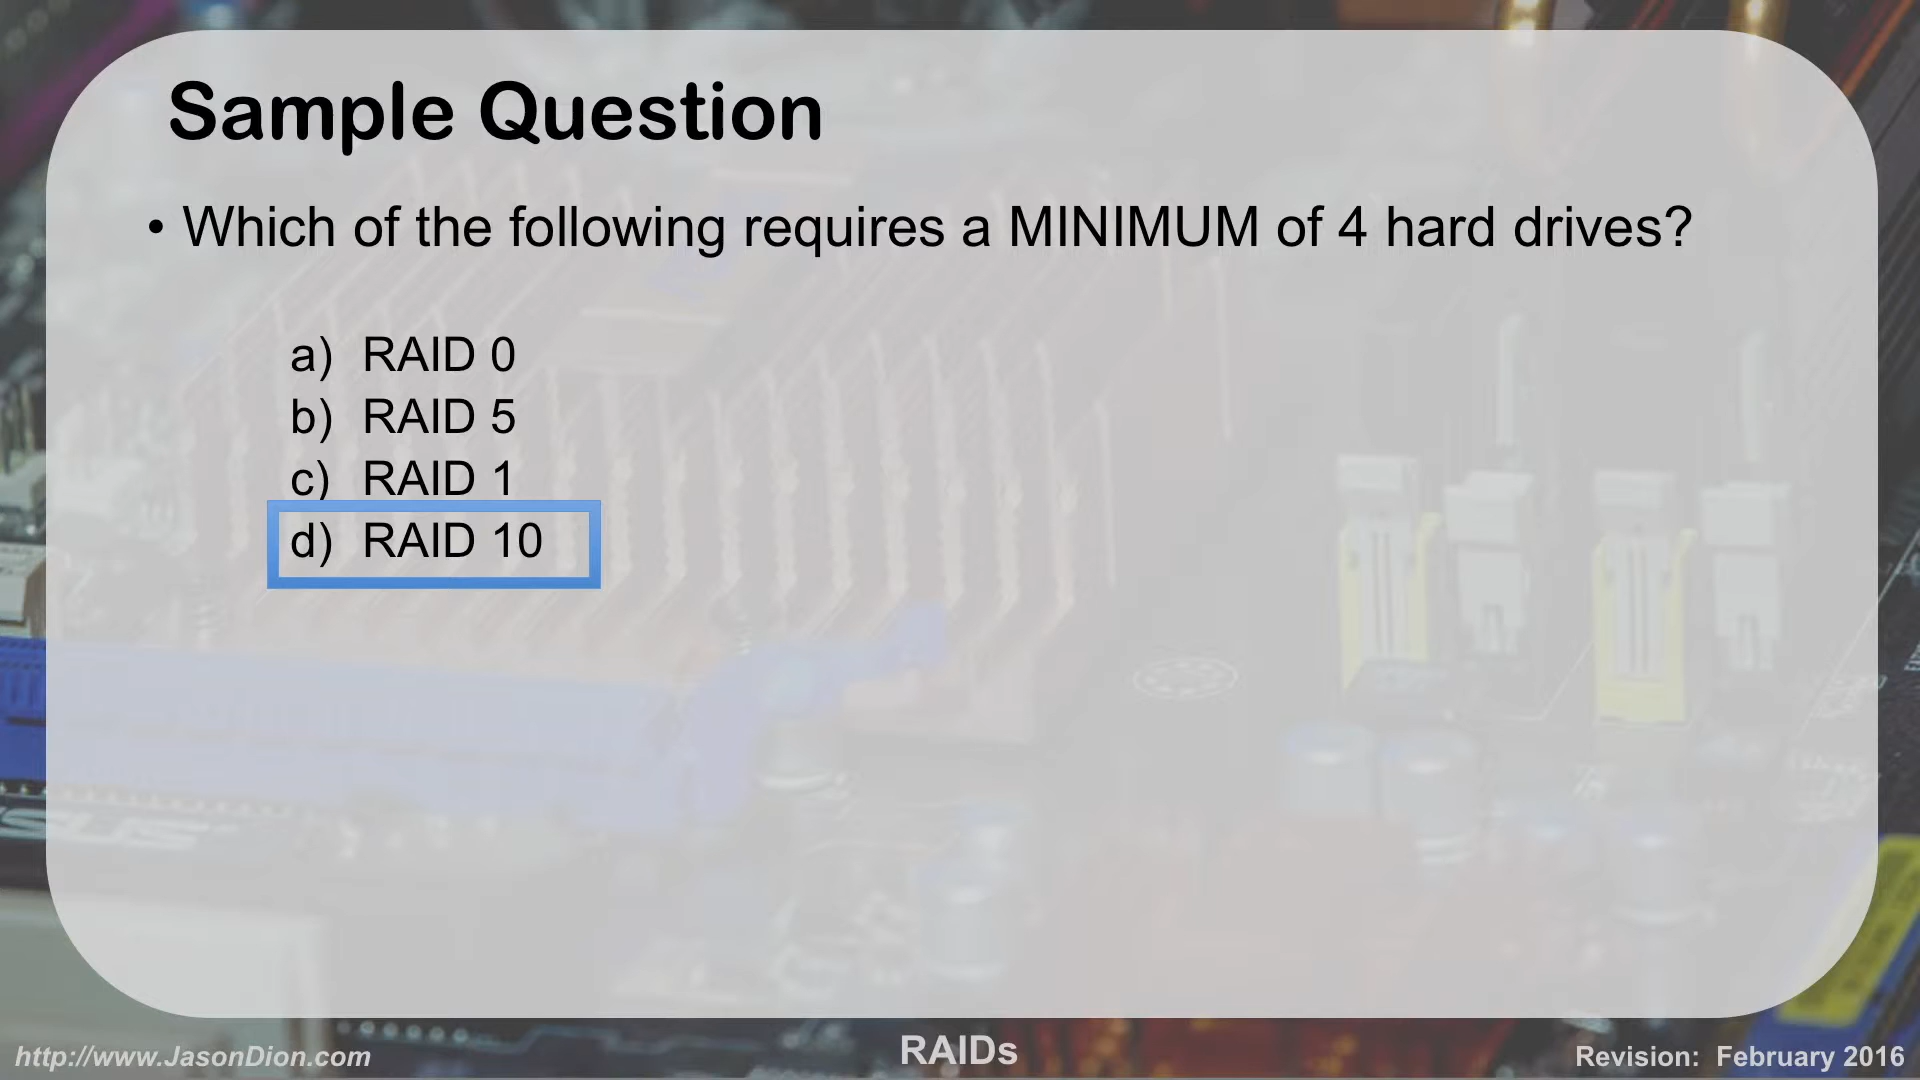 Sample Question
• Which of the following requires a MINIMUM of 4 hard drives?
a) RAID 0
b) RAID 5
c) RAID 1
d) RAID 10
http://www.JasonDion.com
RAIDs
Revision: February 2016